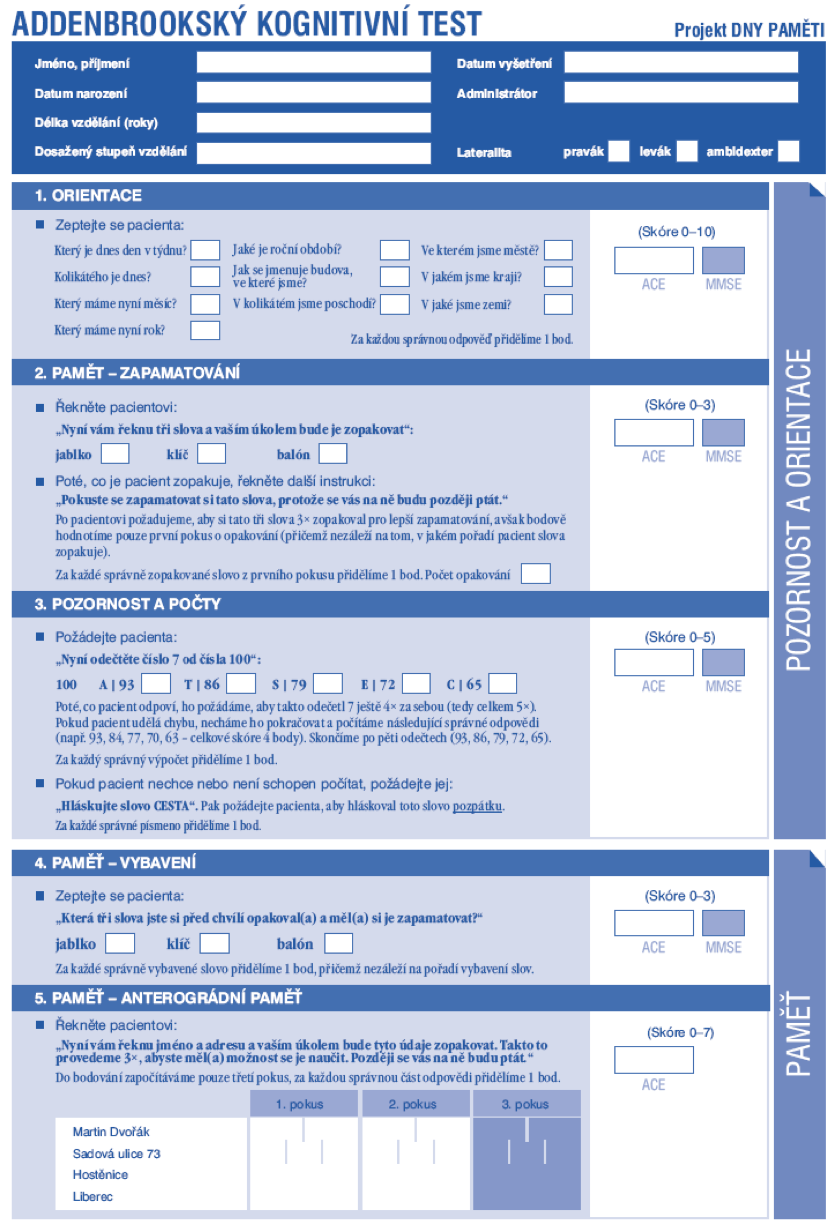 ADDENBROOKSKÝ KOGNITIVNÍ TEST
Projekt DNY PAMĚTI
Jméno, příjmení
Datum vyšetření
Datum narození
Administrátor
Délka vzdělání (roky)
Dosažený stupeň vzdělání
Lateralita
pravák
levák
ambidexter
1. ORIENTACE
Zeptejte se pacienta:
Který je dnes den v týdnu?
Jaké je roční období?
Ve kterém jsme městě?
Kolikátého je dnes?
Jak se jmenuje budova,
ve které jsme?
V jakém jsme kraji?
Který máme nyní měsíc?
V kolikátém jsme poschodí?
V jaké jsme zemi?
Který máme nyní rok?
Za každou správnou odpověď přidělíme 1 bod.
(Skóre 0–10)
ACE
MMSE
2. PAMĚT – ZAPAMATOVÁNÍ
Řekněte pacientovi:
„Nyní vám řeknu tři slova a vaším úkolem bude je zopakovat“:
jablko
klíč
balón
Poté, co je pacient zopakuje, řekněte další instrukci:
„Pokuste se zapamatovat si tato slova, protože se vás na ně budu později ptát.“
Po pacientovi požadujeme, aby si tato tři slova 3× zopakoval pro lepší zapamatování, avšak bodově
hodnotíme pouze první pokus o opakování (přičemž nezáleží na tom, v jakém pořadí pacient slova
zopakuje).
Za každé správně zopakované slovo z prvního pokusu přidělíme 1 bod. Počet opakování
(Skóre 0–3)
ACE
MMSE
3. POZORNOST A POČTY
Požádejte pacienta:
„Nyní odečtěte číslo 7 od čísla 100“:
100 A | 93 T | 86 S | 79 E | 72 C | 65
Poté, co pacient odpoví, ho požádáme, aby takto odečetl 7 ještě 4× za sebou (tedy celkem 5×).
Pokud pacient udělá chybu, necháme ho pokračovat a počítáme následující správné odpovědi
(např. 93, 84, 77, 70, 63 – celkové skóre 4 body). Skončíme po pěti odečtech (93, 86, 79, 72, 65).
Za každý správný výpočet přidělíme 1 bod.
Pokud pacient nechce nebo není schopen počítat, požádejte jej:
„Hláskujte slovo CESTA“. Pak požádejte pacienta, aby hláskoval toto slovo pozpátku.
Za každé správné písmeno přidělíme 1 bod.
(Skóre 0–5)
ACE
MMSE
POZORNOST A ORIENTACE
4. PAMĚŤ – VYBAVENÍ
Zeptejte se pacienta:
„Která tři slova jste si před chvílí opakoval(a) a měl(a) si je zapamatovat?“
jablko
klíč
balón
Za každé správně vybavené slovo přidělíme 1 bod, přičemž nezáleží na pořadí vybavení slov.
(Skóre 0–3)
ACE
MMSE
5. PAMĚŤ – ANTEROGRÁDNÍ PAMĚŤ
Řekněte pacientovi:
„Nyní vám řeknu jméno a adresu a vaším úkolem bude tyto údaje zopakovat. Takto to
provedeme 3×, abyste měl(a) možnost se je naučit. Později se vás na ně budu ptát.“
Do bodování započítáváme pouze třetí pokus, za každou správnou část odpovědi přidělíme 1 bod.
1. pokus
2. pokus
3. pokus
Martin Dvořák
Sadová ulice 73
Hostěnice
Liberec
(Skóre 0–7)
ACE
PAMĚŤ